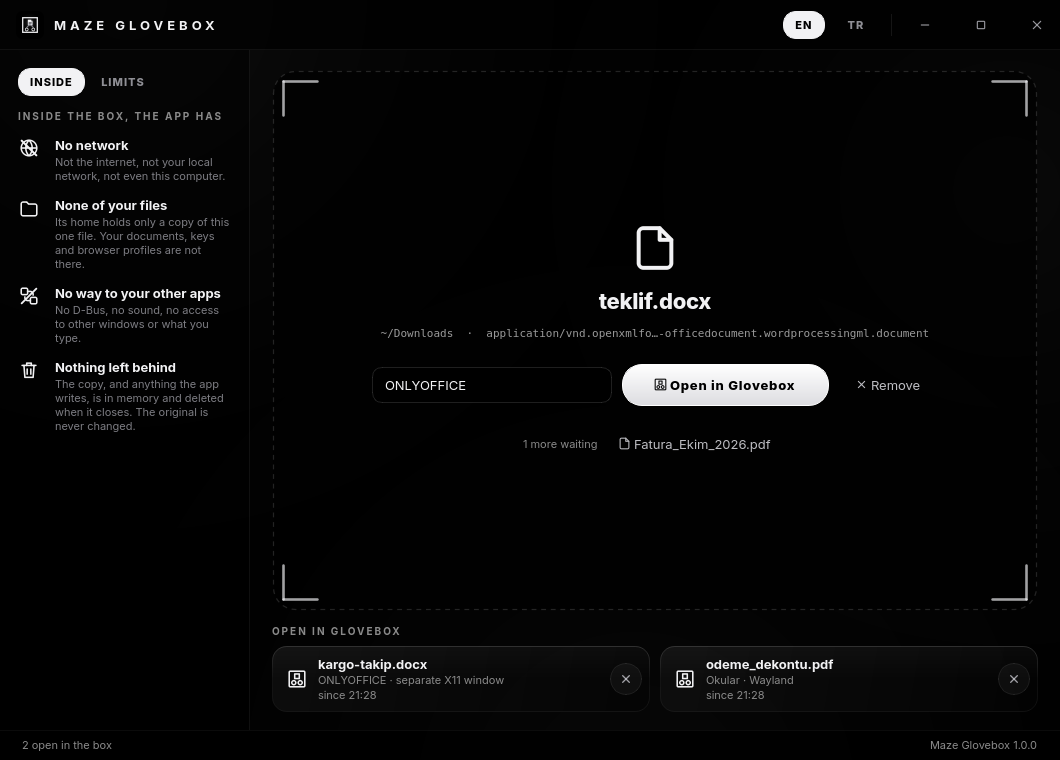 MAZE GLOVEBOX
EN
TR
INSIDE
LIMITS
INSIDE THE BOX, THE APP HAS
No network
Not the internet, not your local
network, not even this computer.
None of your files
Its home holds only a copy of this
one file. Your documents, keys
and browser profiles are not
there.
No way to your other apps
No D-Bus, no sound, no access
to other windows or what you
type.
Nothing left behind
The copy, and anything the app
writes, is in memory and deleted
when it closes. The original is
never changed.
teklif.docx
~/Downloads · application/vnd.openxmlfo…-officedocument.wordprocessingml.document
ONLYOFFICE
Open in Glovebox
Remove
1 more waiting
Fatura_Ekim_2026.pdf
OPEN IN GLOVEBOX
kargo-takip.docx
ONLYOFFICE · separate X11 window
since 21:28
odeme_dekontu.pdf
Okular · Wayland
since 21:28
2 open in the box
Maze Glovebox 1.0.0